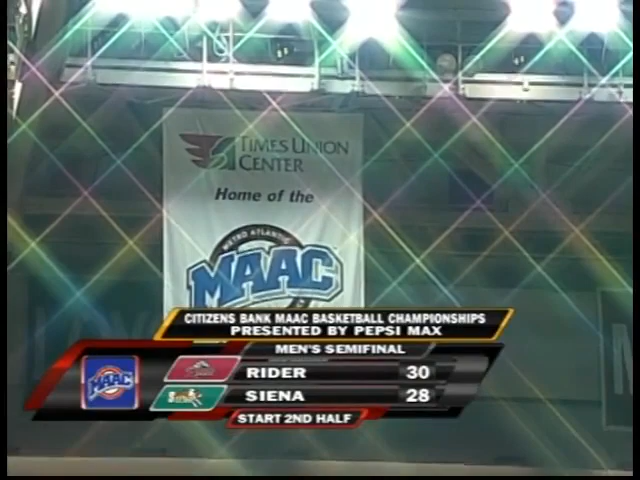 TIMES UNION
CENTER
Home of the
METRO ATLANTIC
MAAC
CITIZENS BANK MAAC BASKETBALL CHAMPIONSHIPS
PRESENTED BY PEPSI MAX
MEN'S SEMIFINAL
MAAC
RIDER 30
SIENA 28
START 2ND HALF